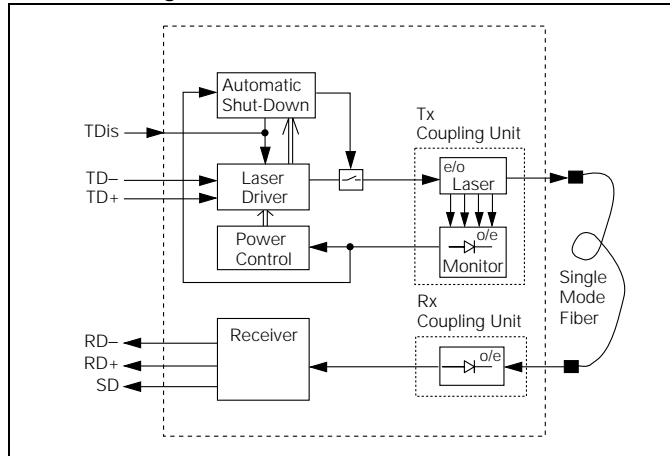 Automatic
Shut-Down
TDis
TD–
TD+
Laser
Driver
Power
Control
Tx
Coupling Unit
e/o
Laser
o/e
Monitor
Single
Mode
Fiber
Rx
Coupling Unit
o/e
Receiver
RD–
RD+
SD